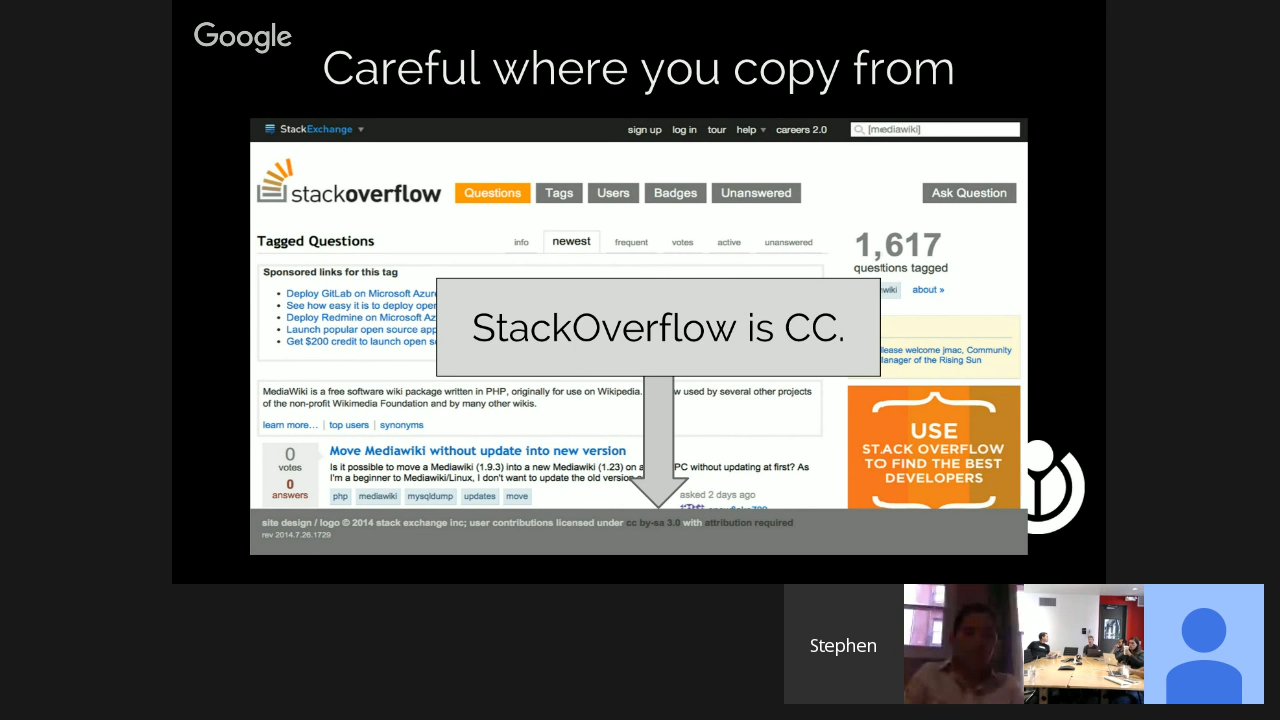 Google
Careful where you copy from
StackExchange
sign up log in tour help careers 2.0
[mediawiki]
stackoverflow
Questions Tags Users Badges Unanswered
Ask Question
Tagged Questions
info newest frequent votes active unanswered
1,617
questions tagged
wiki about »
Sponsored links for this tag
• Deploy GitLab on Microsoft Azure
• See how easy it is to deploy
• Deploy Redmine on Microsoft
• Launch popular open source
• Get $200 credit to launch open
StackOverflow is CC.
welcome jmac, Community
of the Rising Sun
MediaWiki is a free software wiki package written in PHP, originally for use on Wikipedia. used by several other projects
of the non-profit Wikimedia Foundation and by many other wikis.
learn more... | top users | synonyms
0
votes
0
answers
Move Mediawiki without update into new version
Is it possible to move a MediaWiki (1.9.3) into a new Mediawiki (1.23) on a PC without updating at first? As
I'm a beginner to MediaWiki/Linux, I don't want to update the old version
php mediawiki mysqldump updates move
asked 2 days ago
USE
STACK OVERFLOW
TO FIND THE BEST
DEVELOPERS
site design / logo © 2014 stack exchange inc; user contributions licensed under cc by-sa 3.0 with attribution required
rev 2014.7.26.1729
Stephen